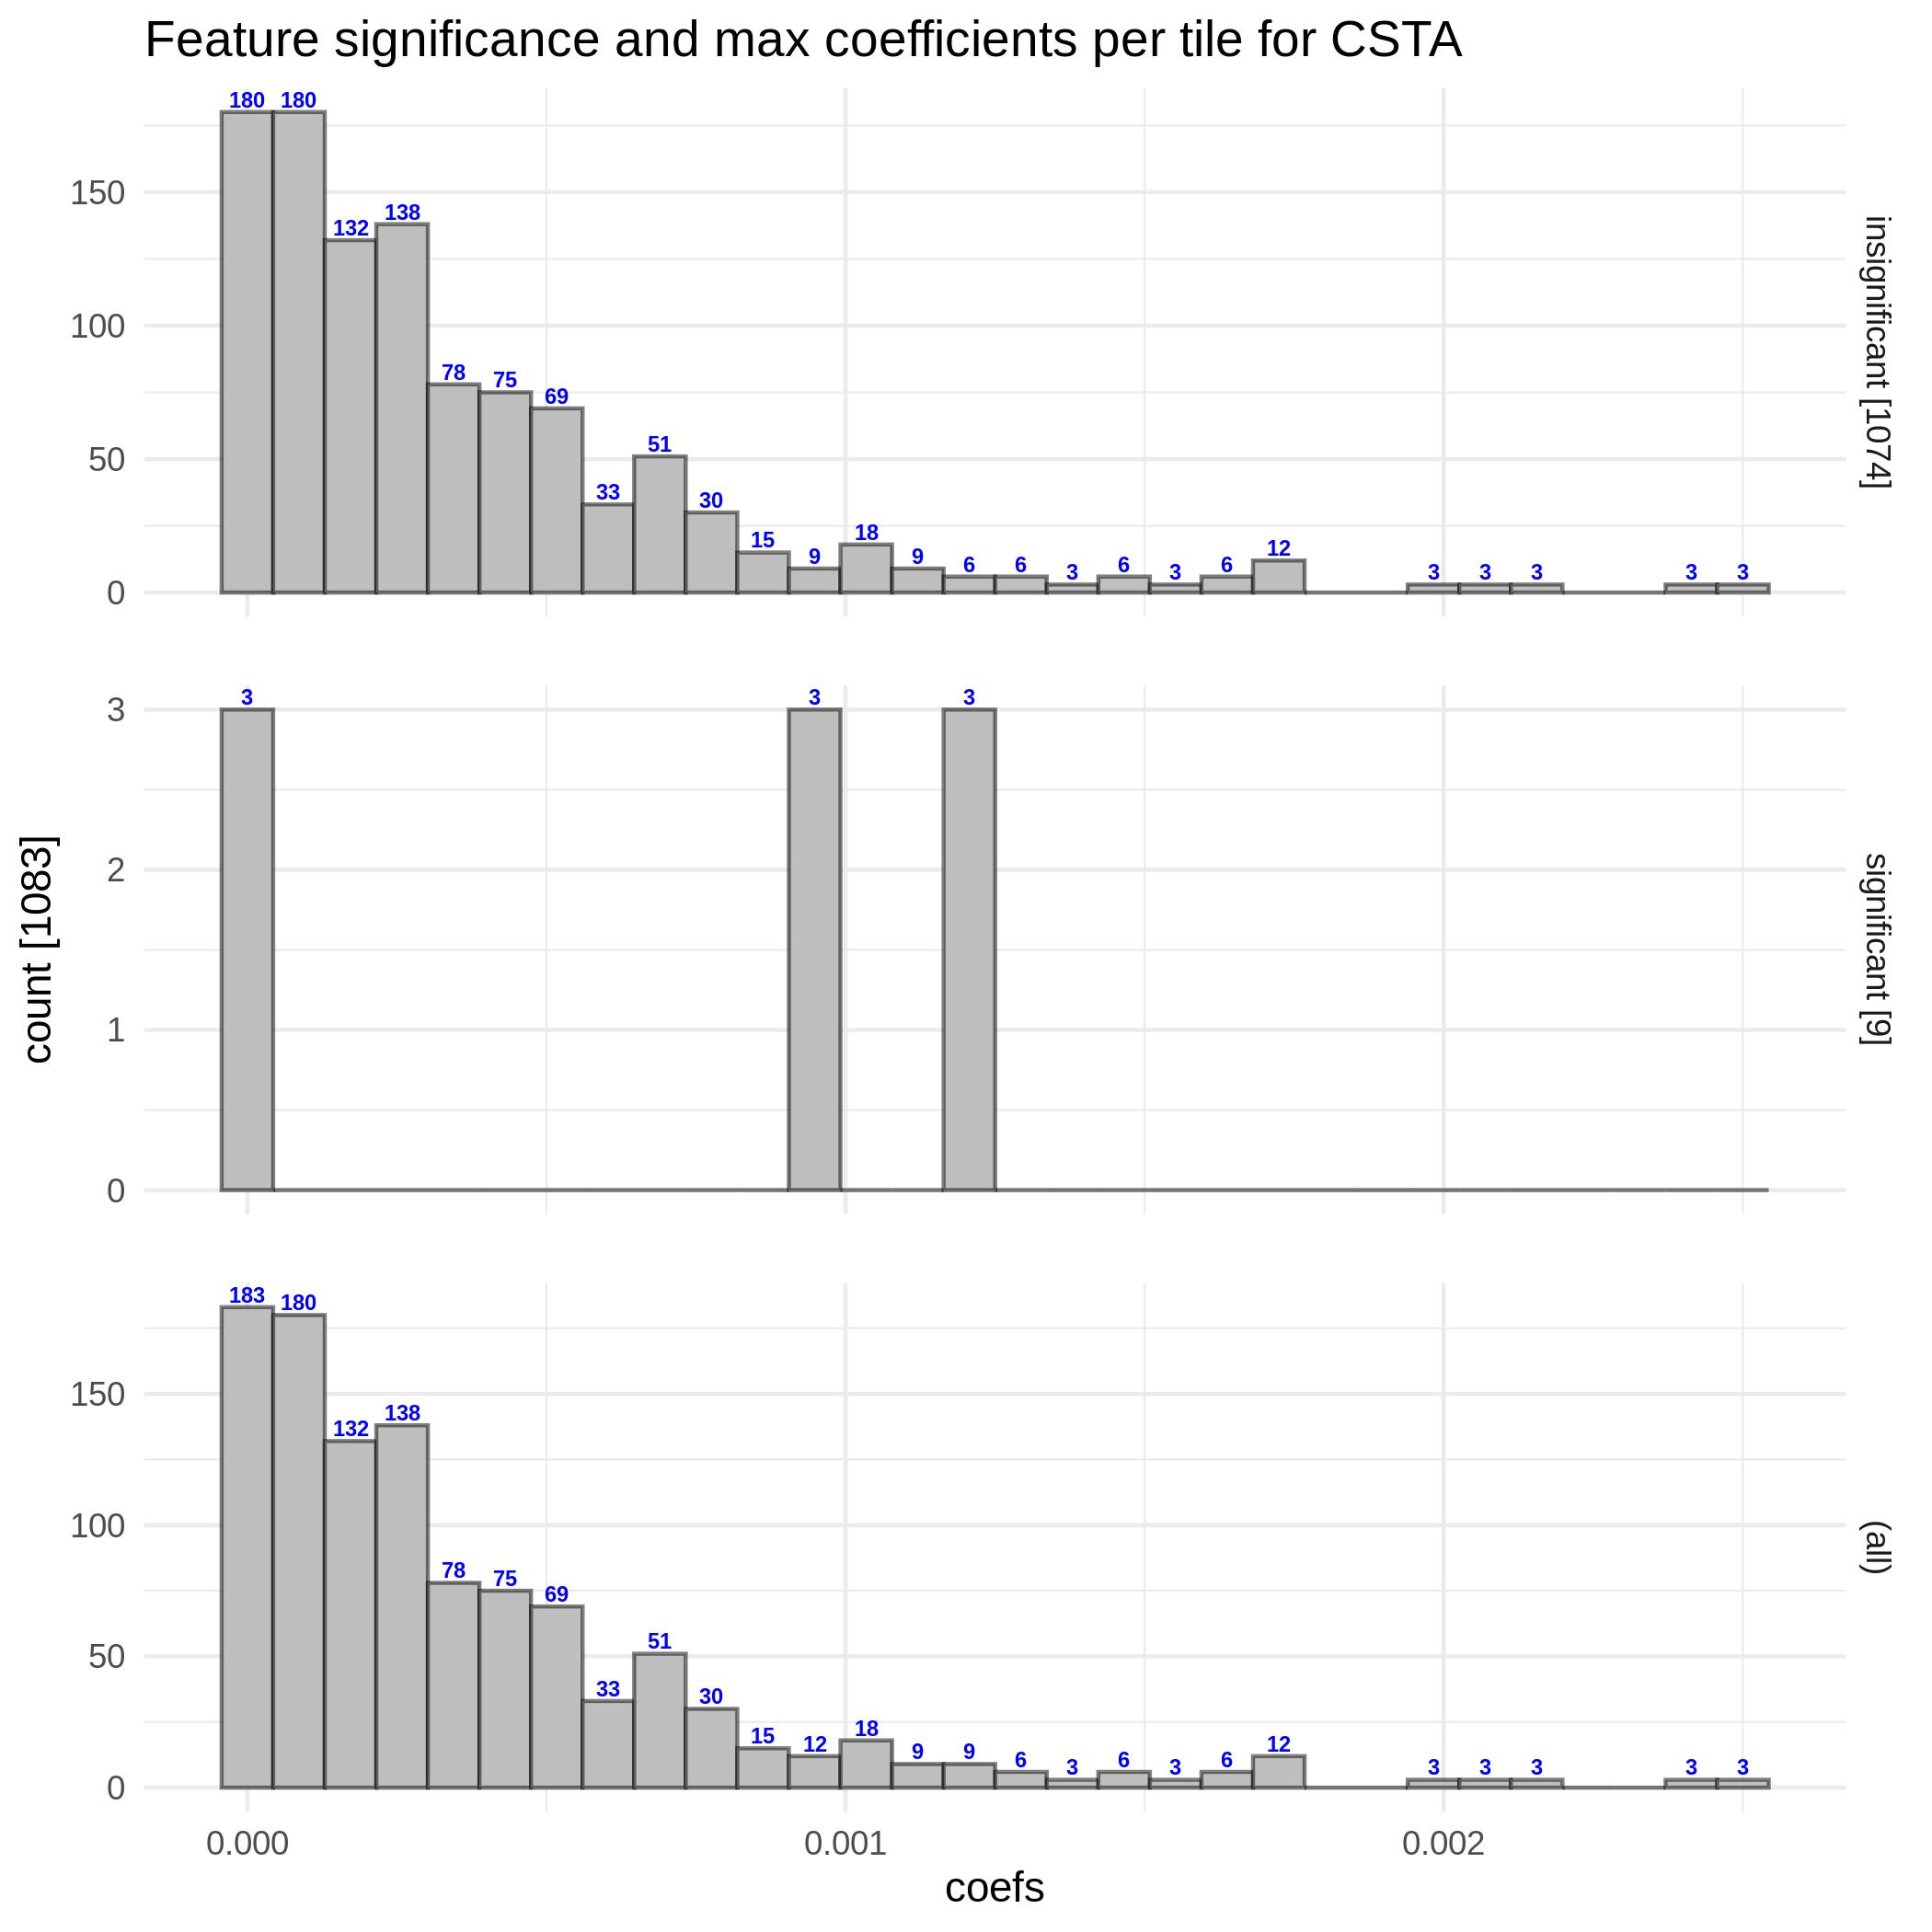 Feature significance and max coefficients per tile for CSTA
180 180 132 138 78 75 69 33 51 30 15 9 18 9 6 6 3 6 3 6 12 3 3 3 3 3
150
100
50
0
insignificant [1074]
count [1083]
3 3 3
3
2
1
0
significant [9]
183 180 132 138 78 75 69 33 51 30 15 12 18 9 9 6 3 6 3 6 12 3 3 3 3 3
150
100
50
0
(all)
0.000 0.001 0.002
coefs